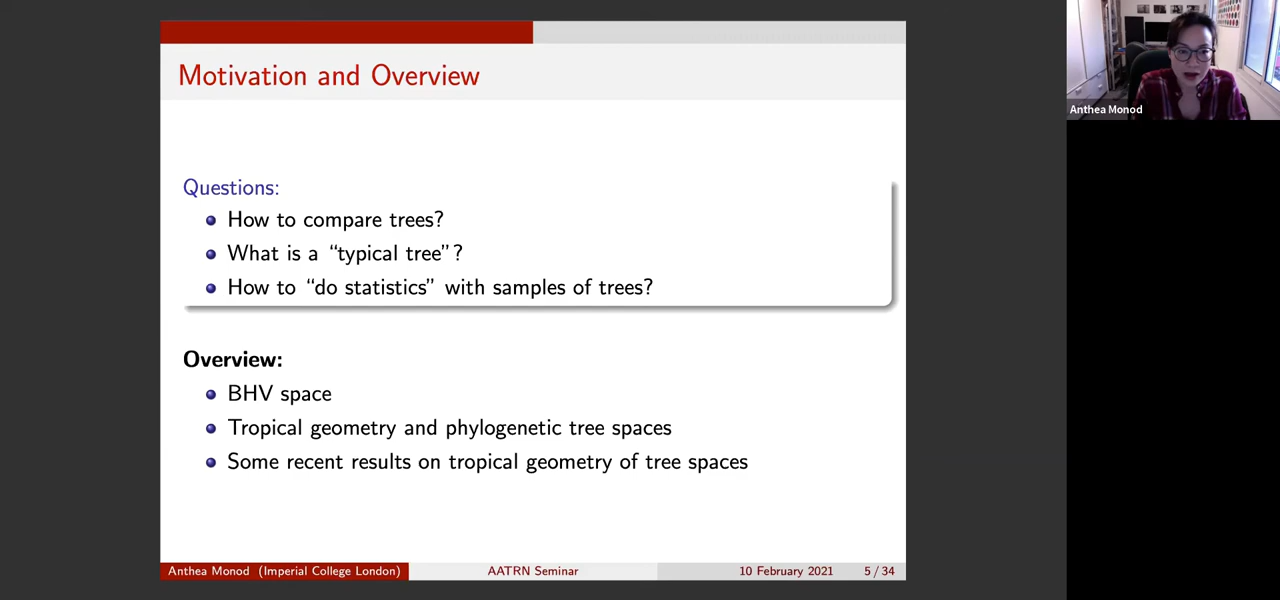 Motivation and Overview
Anthea Monod
Questions:
How to compare trees?
What is a “typical tree”?
How to “do statistics” with samples of trees?
Overview:
BHV space
Tropical geometry and phylogenetic tree spaces
Some recent results on tropical geometry of tree spaces
Anthea Monod (Imperial College London) AATRN Seminar 10 February 2021 5 / 34